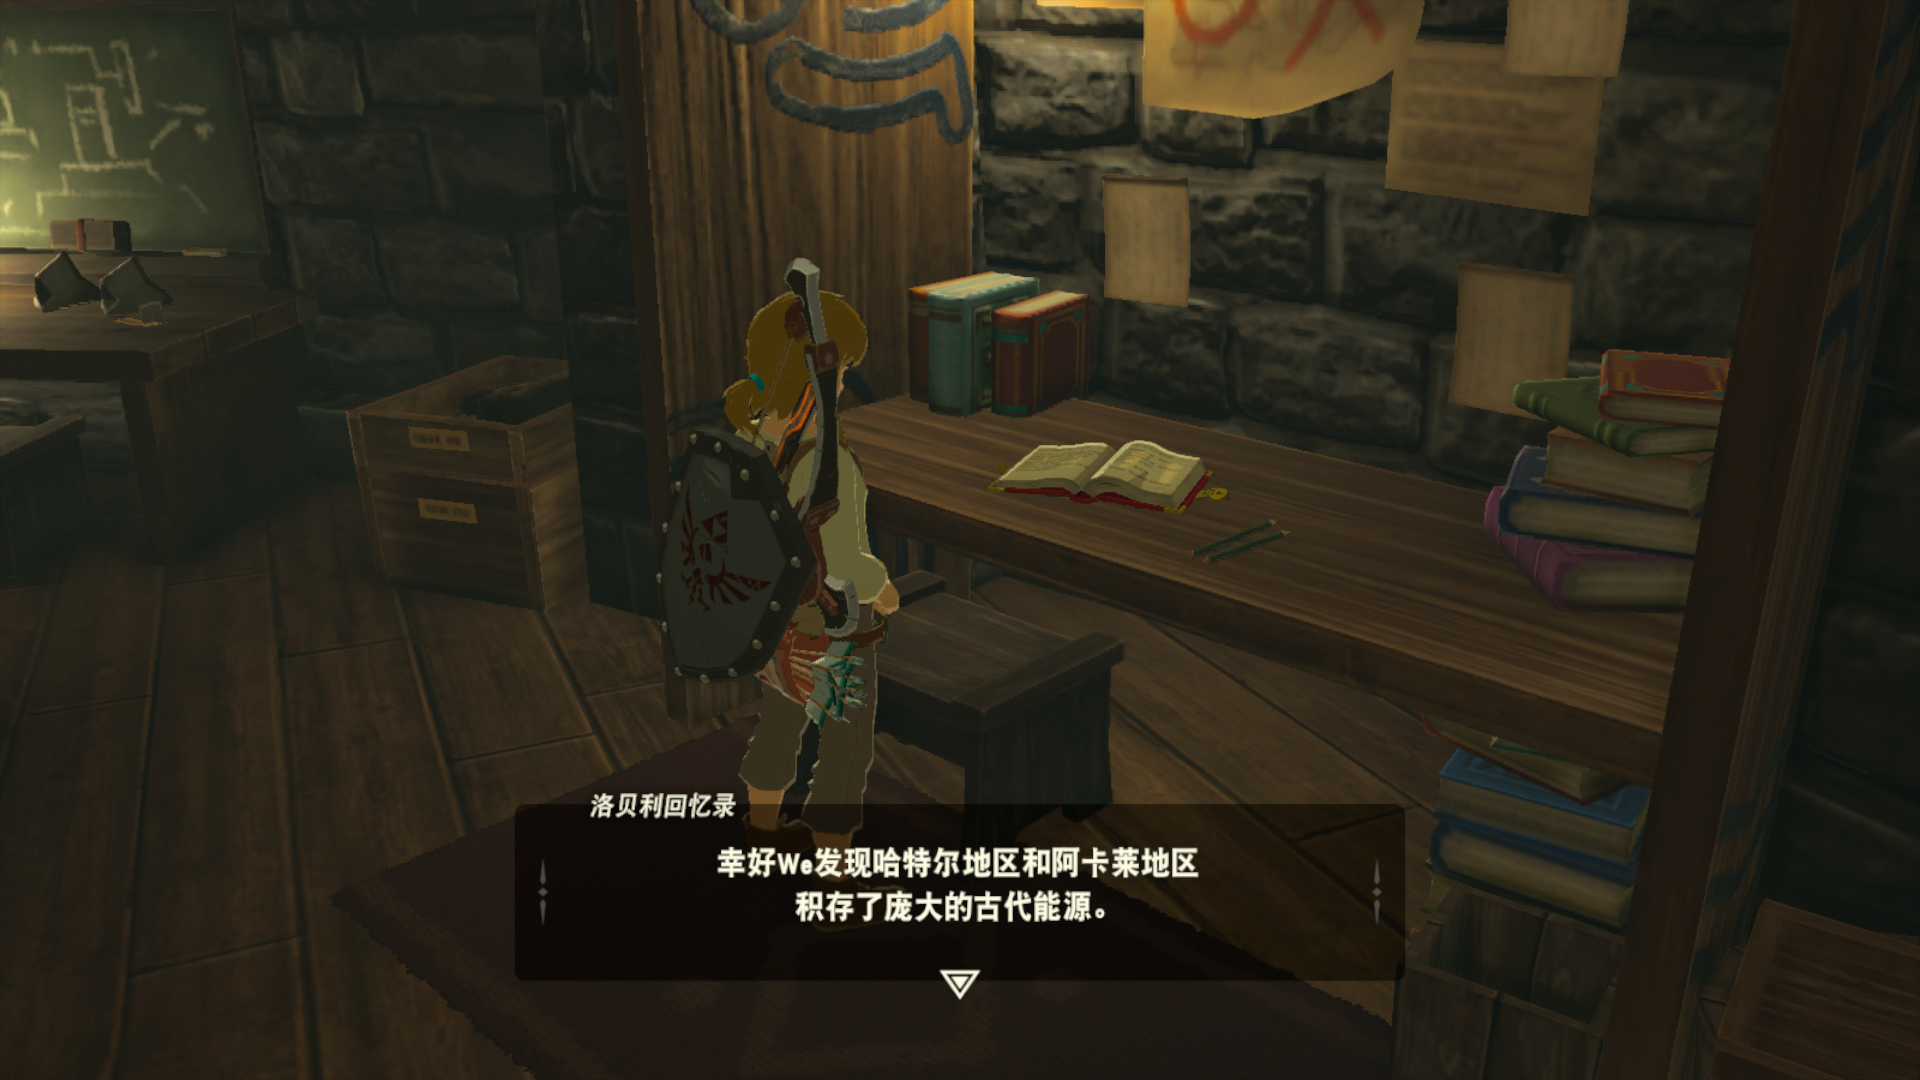 洛贝利回忆录
幸好We发现哈特尔地区和阿卡莱地区
积存了庞大的古代能源。